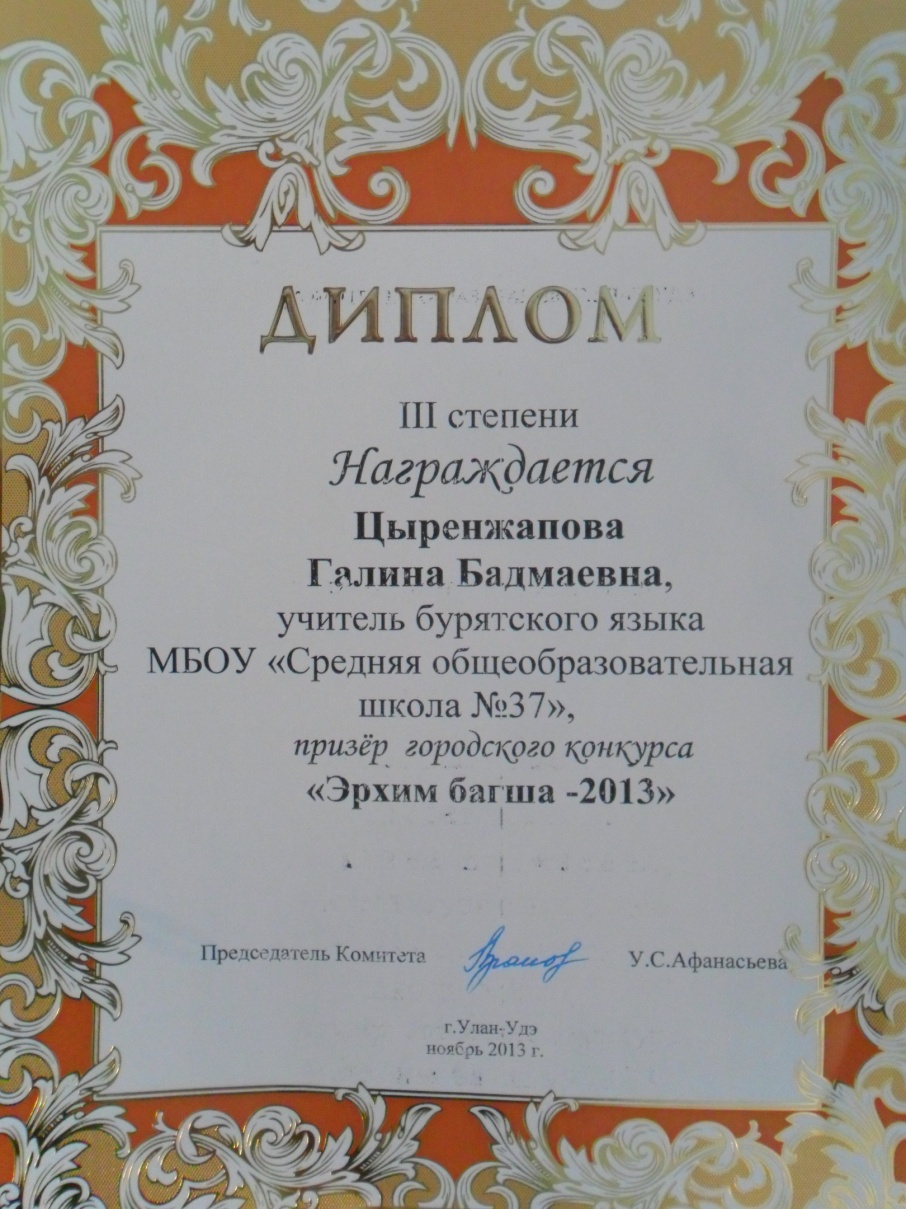 ДИПЛОМ
III степени
Награждается
Цыренжапова
Галина Бадмаевна,
учитель бурятского языка
МБОУ «Средняя общеобразовательная
школа №37»,
призёр городского конкурса
«Эрхим багша -2013»
Председатель Комитета У.С.Афанасьева
г.Улан-Удэ
ноябрь 2013 г.